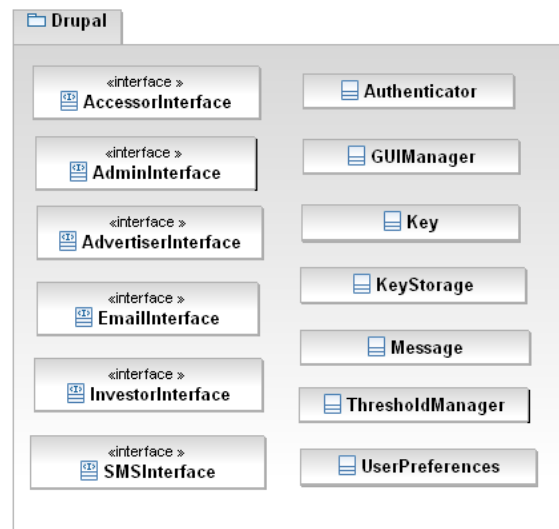 Drupal
«interface »
AccessorInterface
«interface »
AdminInterface
«interface »
AdvertiserInterface
«interface »
EmailInterface
«interface »
InvestorInterface
«interface »
SMSInterface
Authenticator
GUIManager
Key
KeyStorage
Message
ThresholdManager
UserPreferences